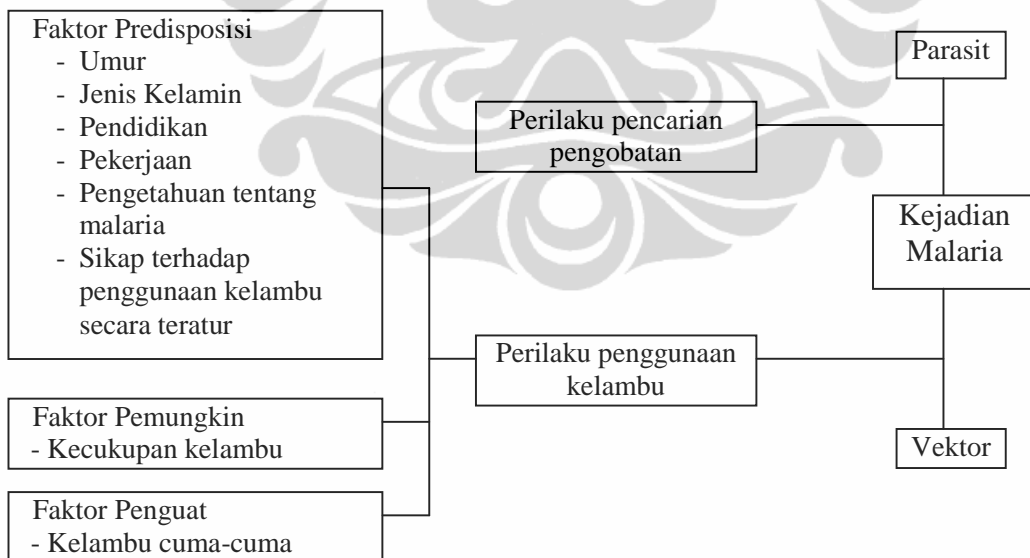 Faktor Predisposisi
- Umur
- Jenis Kelamin
- Pendidikan
- Pekerjaan
- Pengetahuan tentang
malaria
- Sikap terhadap
penggunaan kelambu
secara teratur
Faktor Pemungkin
- Kecukupan kelambu
Faktor Penguat
- Kelambu cuma-cuma
Perilaku pencarian
pengobatan
Perilaku penggunaan
kelambu
Parasit
Kejadian
Malaria
Vektor